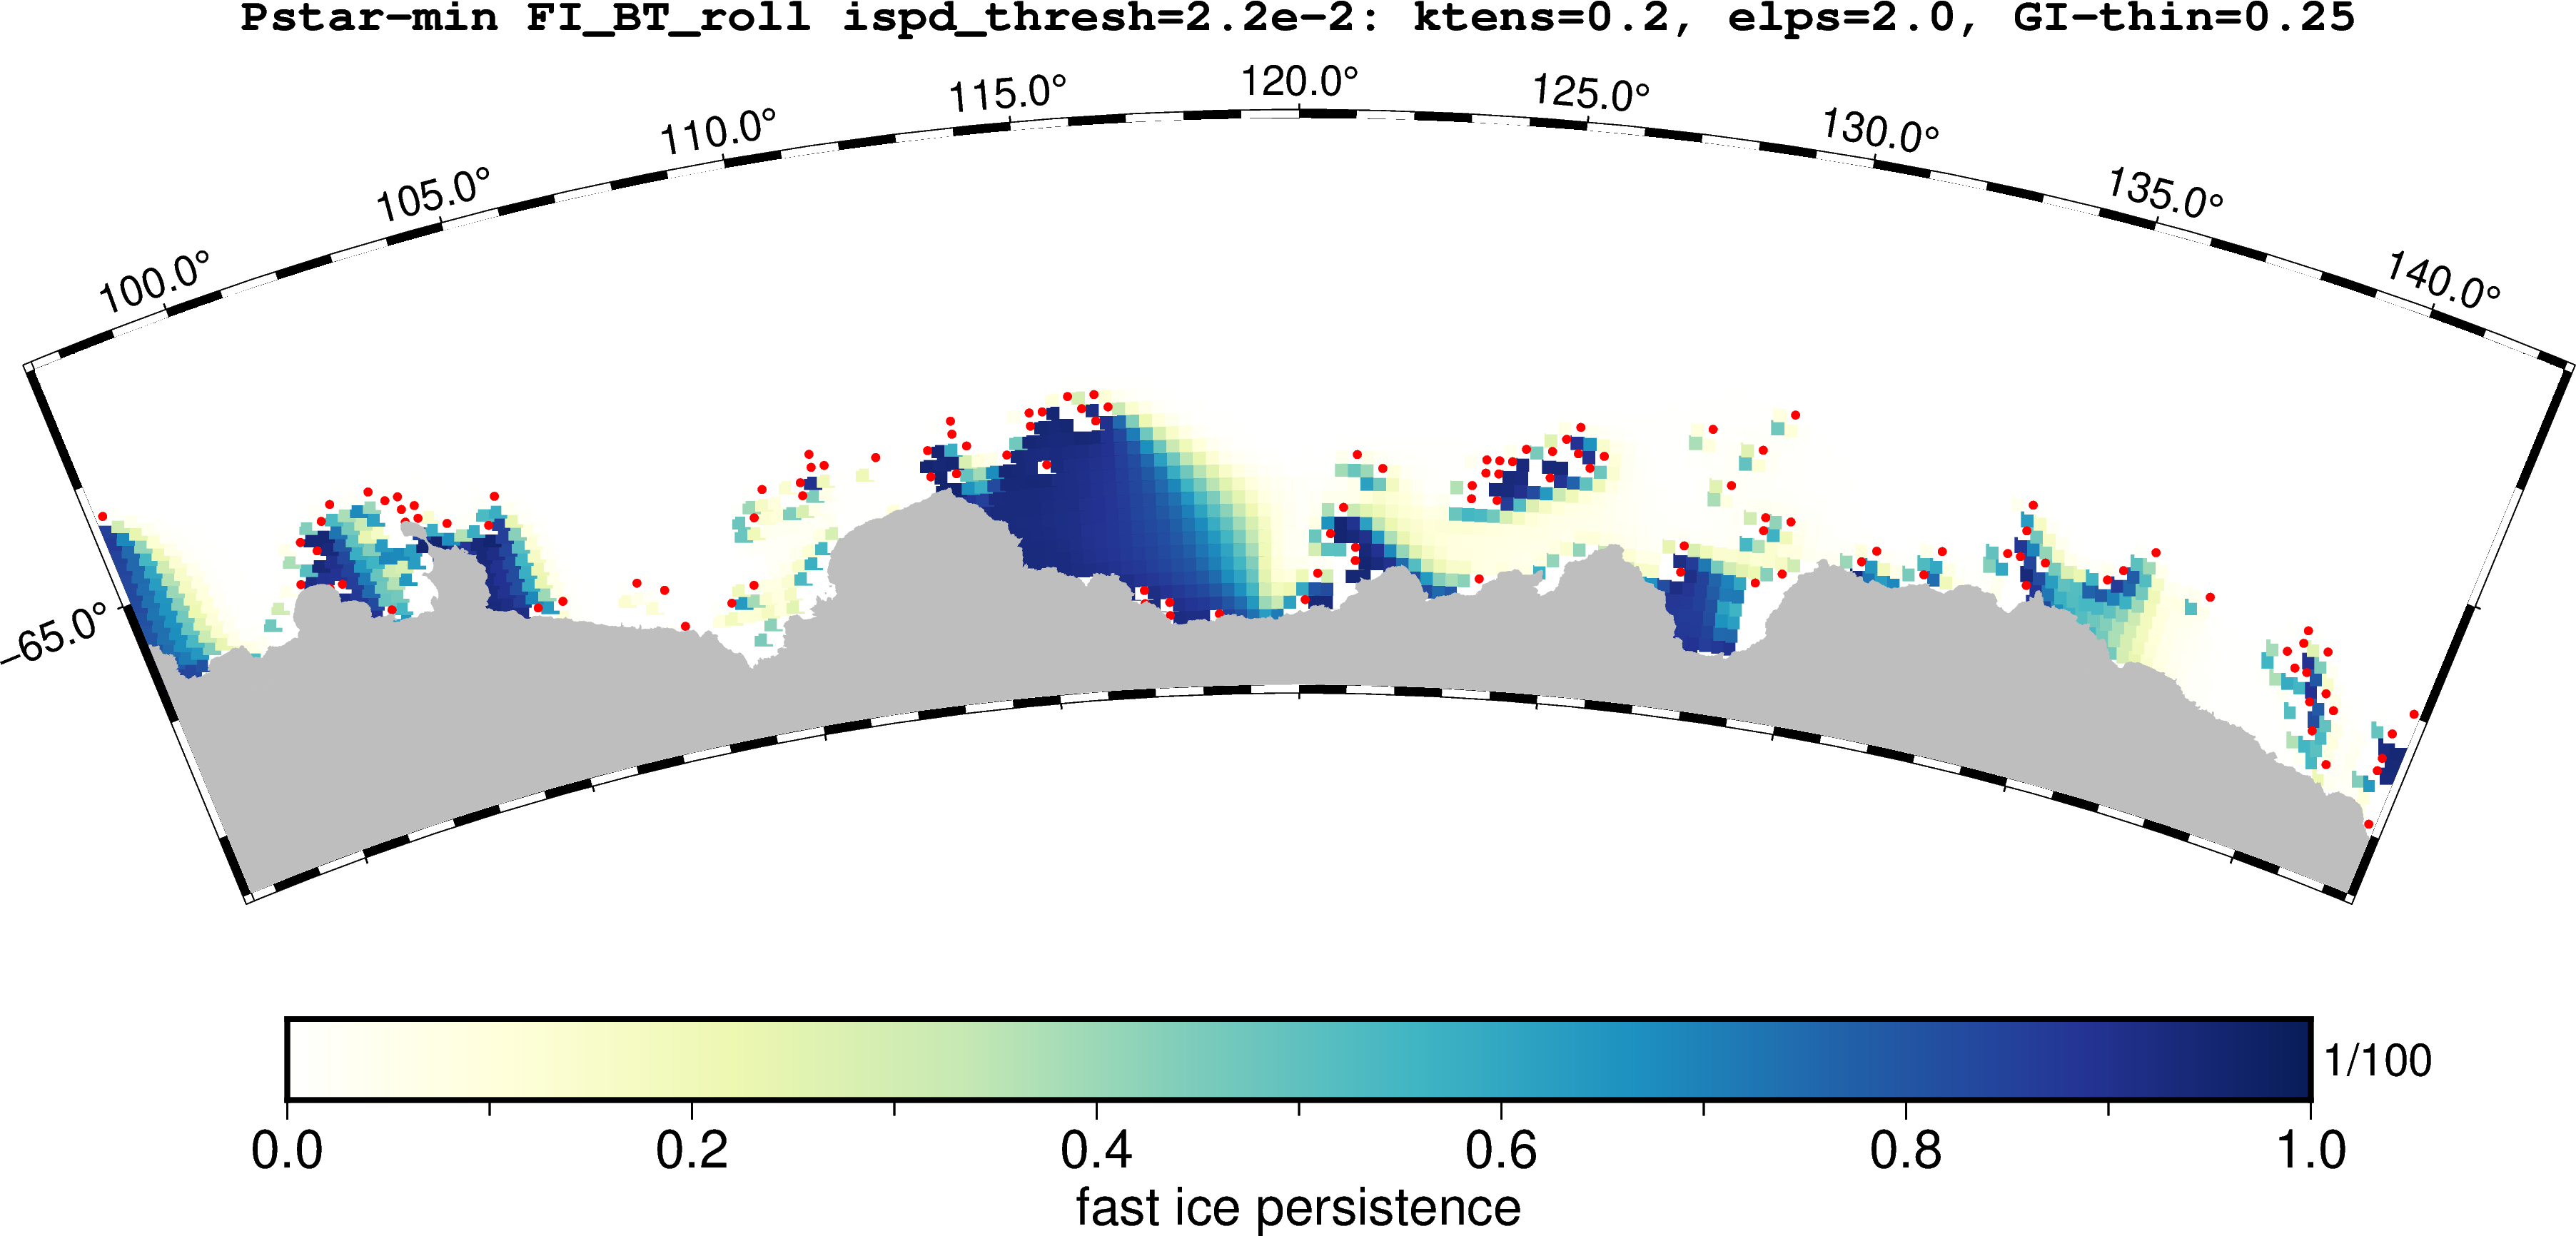 Pstar-min FI_BT_roll ispd_thresh=2.2e-2: ktens=0.2, elps=2.0, GI-thin=0.25
100.0° 105.0° 110.0° 115.0° 120.0° 125.0° 130.0° 135.0° 140.0°
-65.0°
1/100
0.0 0.2 0.4 0.6 0.8 1.0
fast ice persistence